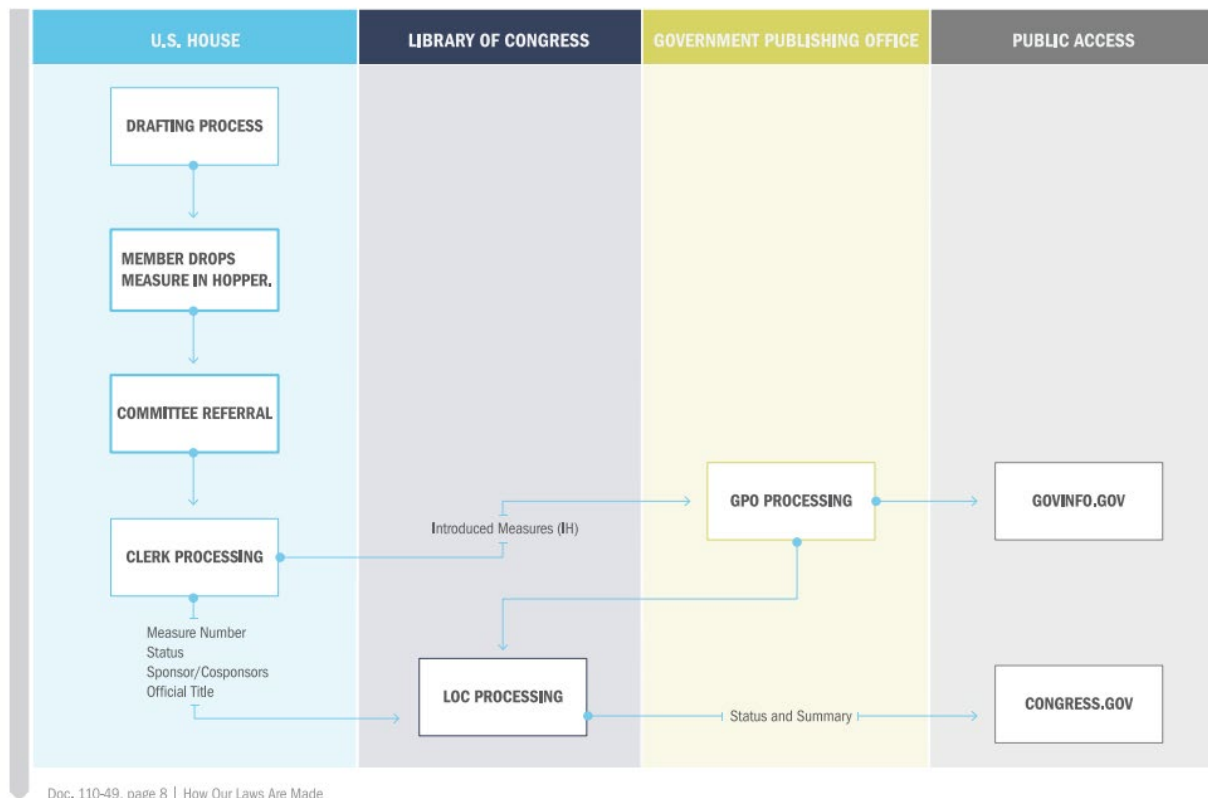 U.S. HOUSE
LIBRARY OF CONGRESS
GOVERNMENT PUBLISHING OFFICE
PUBLIC ACCESS
DRAFTING PROCESS
MEMBER DROPS
MEASURE IN HOPPER.
COMMITTEE REFERRAL
CLERK PROCESSING
Introduced Measures (IH)
GPO PROCESSING
GOVINFO.GOV
Measure Number
Status
Sponsor/Cosponsors
Official Title
LOC PROCESSING
Status and Summary
CONGRESS.GOV
Doc. 110-49, page 8 | How Our Laws Are Made